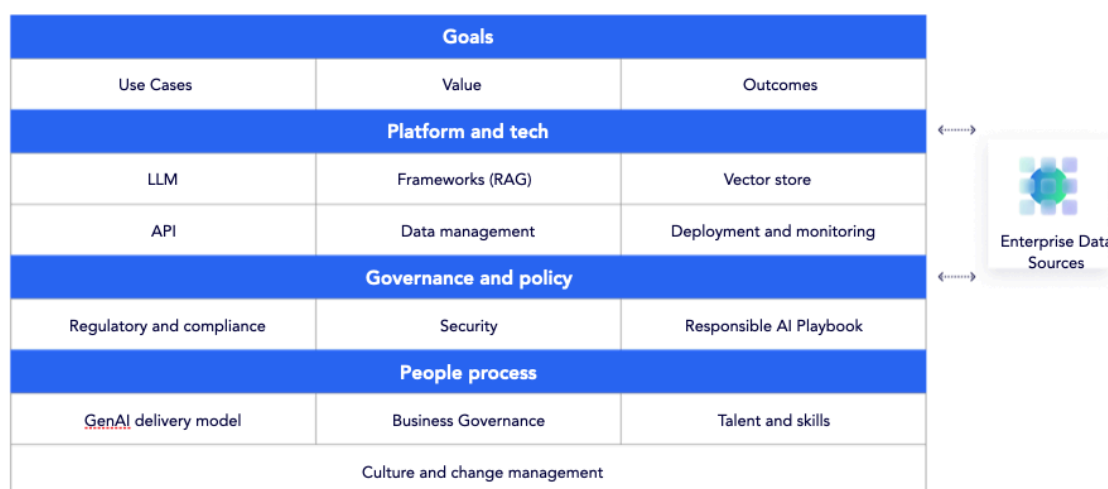 Goals
Use Cases
Value
Outcomes
Platform and tech
LLM
Frameworks (RAG)
Vector store
API
Data management
Deployment and monitoring
Governance and policy
Regulatory and compliance
Security
Responsible AI Playbook
People process
GenAI delivery model
Business Governance
Talent and skills
Culture and change management
Enterprise Data
Sources